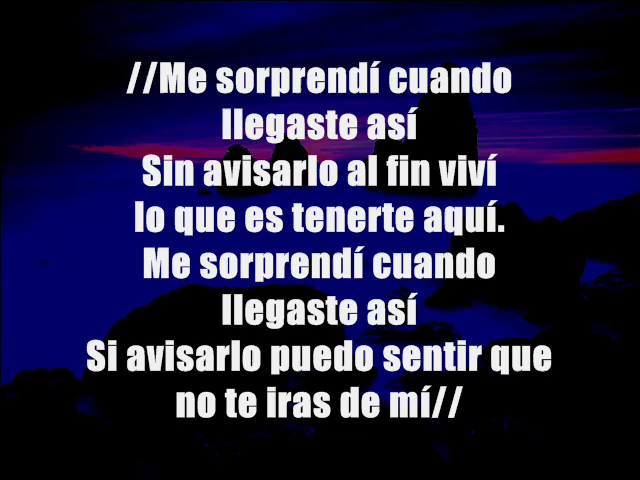 //Me sorprendí cuando
llegaste así
Sin avisarlo al fin viví
lo que es tenerte aquí.
Me sorprendí cuando
llegaste así
Si avisarlo puedo sentir que
no te iras de mí//